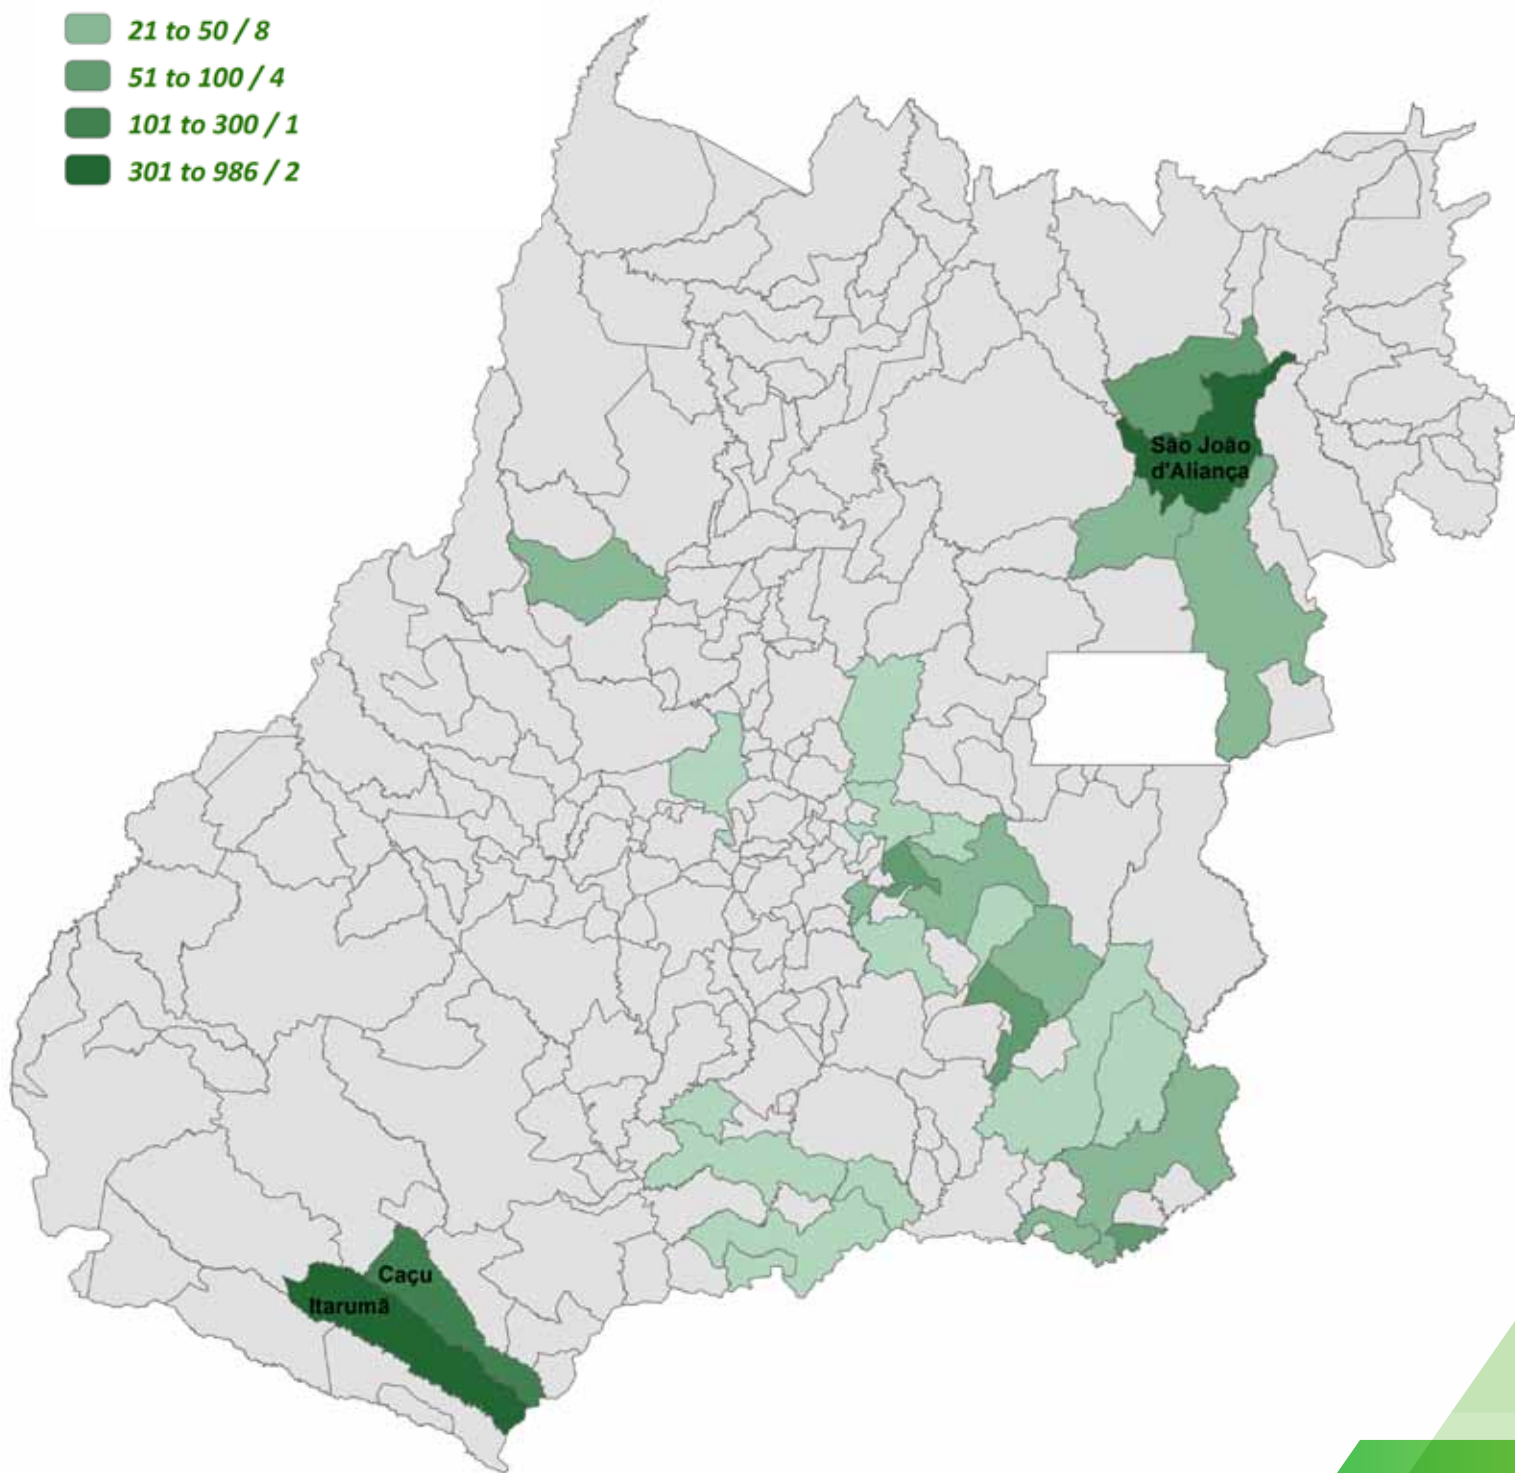 21 to 50 / 8
51 to 100 / 4
101 to 300 / 1
301 to 986 / 2
São João
d'Aliança
Caçu
Itarumã